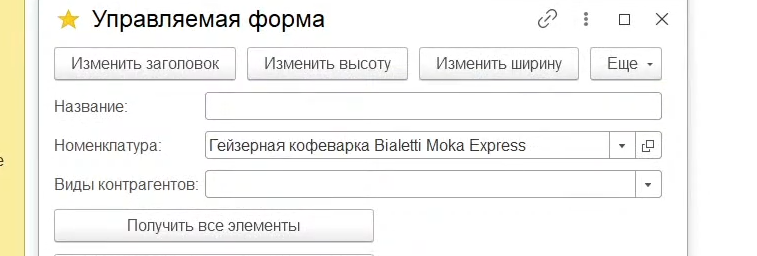 Управляемая форма
Изменить заголовок Изменить высоту Изменить ширину Еще
Название:
Номенклатура: Гейзерная кофеварка Bialetti Moka Express
Виды контрагентов:
е
Получить все элементы